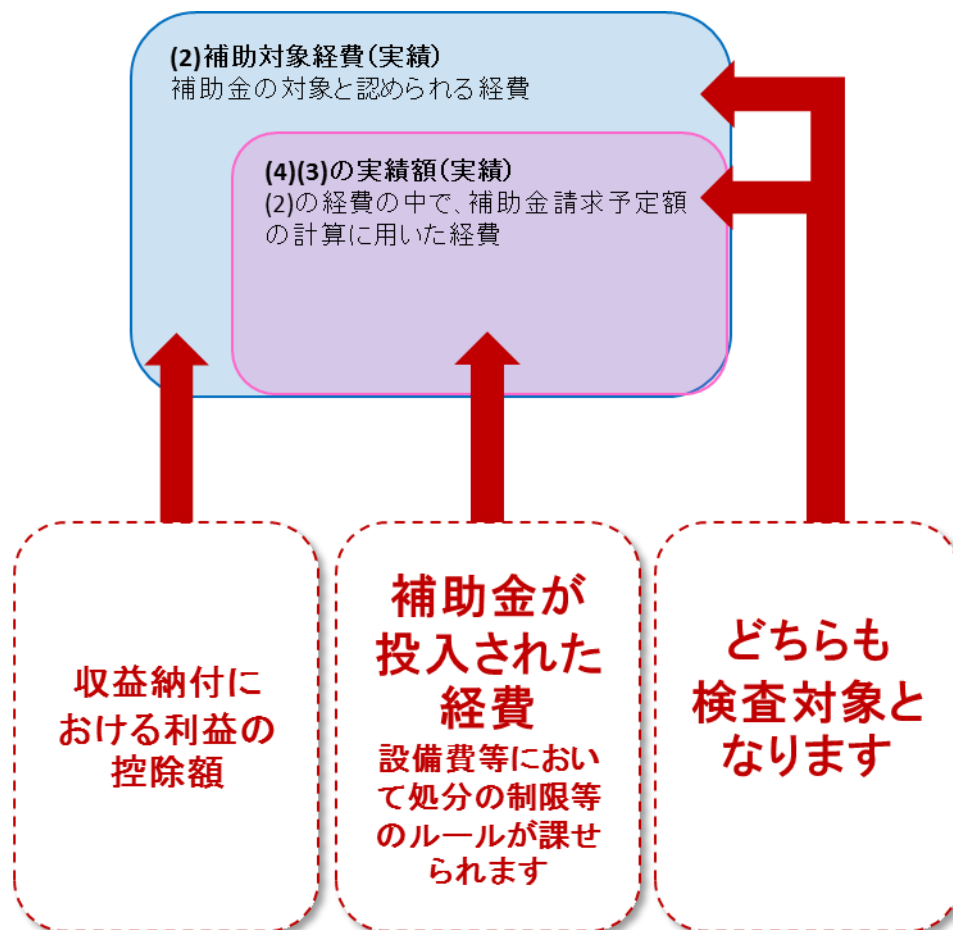 (2)補助対象経費(実績)
補助金の対象と認められる経費
(4)(3)の実績額(実績)
(2)の経費の中で、補助金請求予定額
の計算に用いた経費
収益納付に
おける利益の
控除額
補助金が
投入された
経費
設備費等におい
て処分の制限等
のルールが課せ
られます
どちらも
検査対象と
なります